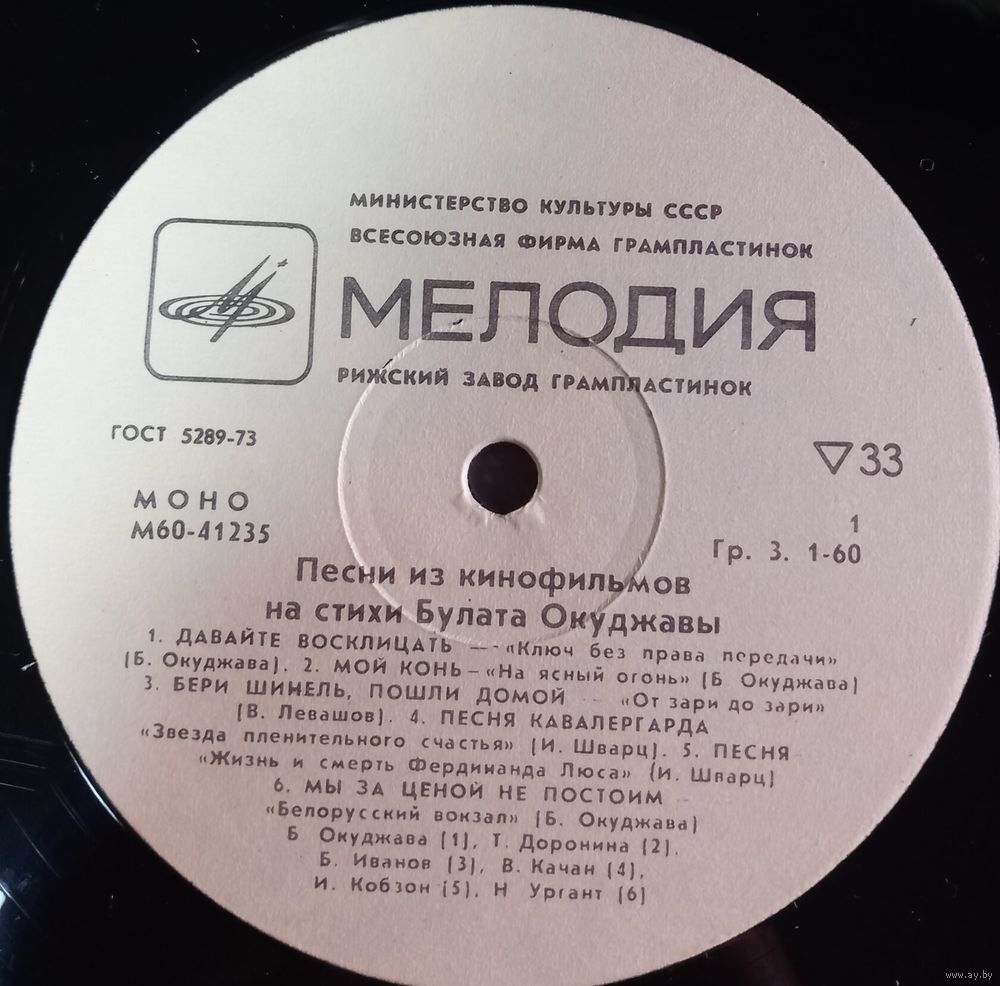 МИНИСТЕРСТВО КУЛЬТУРЫ СССР
ВСЕСОЮЗНАЯ ФИРМА ГРАМПЛАСТИНОК
МЕЛОДИЯ
РИЖСКИЙ ЗАВОД ГРАМПЛАСТИНОК
ГОСТ 5289-73
33
МОНО
М60-41235
1
Гр. 3. 1-60
Песни из кинофильмов
на стихи Булата Окуджавы
1. ДАВАЙТЕ ВОСКЛИЦАТЬ — «Ключ без права передачи»
(Б. Окуджава). 2. МОЙ КОНЬ – «На ясный огонь» (Б Окуджава)
3. БЕРИ ШИНЕЛЬ, ПОШЛИ ДОМОЙ – «От зари до зари»
(В. Левашов). 4. ПЕСНЯ КАВАЛЕРГАРДА
«Звезда пленительного счастья» (И. Шварц). 5. ПЕСНЯ
«Жизнь и смерть Фердинанда Люса» (И. Шварц)
6. МЫ ЗА ЦЕНОЙ НЕ ПОСТОИМ –
«Белорусский вокзал» (Б. Окуджава)
Б Окуджава (1), Т. Доронина (2),
Б. Иванов (3), В. Качан (4),
И. Кобзон (5), Н Ургант (6)
www.ay.by